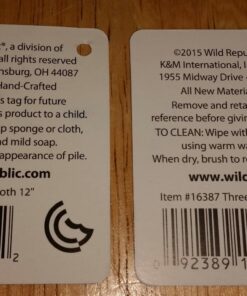 , a division of
all rights reserved
nsburg, OH 44087
Hand-Crafted
s tag for future
s product to a child.
p sponge or cloth,
and mild soap.
appearance of pile.
blic.com
oth 12"
2
©2015 Wild Repu
K&M International, I
1955 Midway Drive
All New Materia
Remove and reta
reference before givin
TO CLEAN: Wipe with
using warm wa
When dry, brush to r
www.wild
Item #16387 Three
0 92389 1